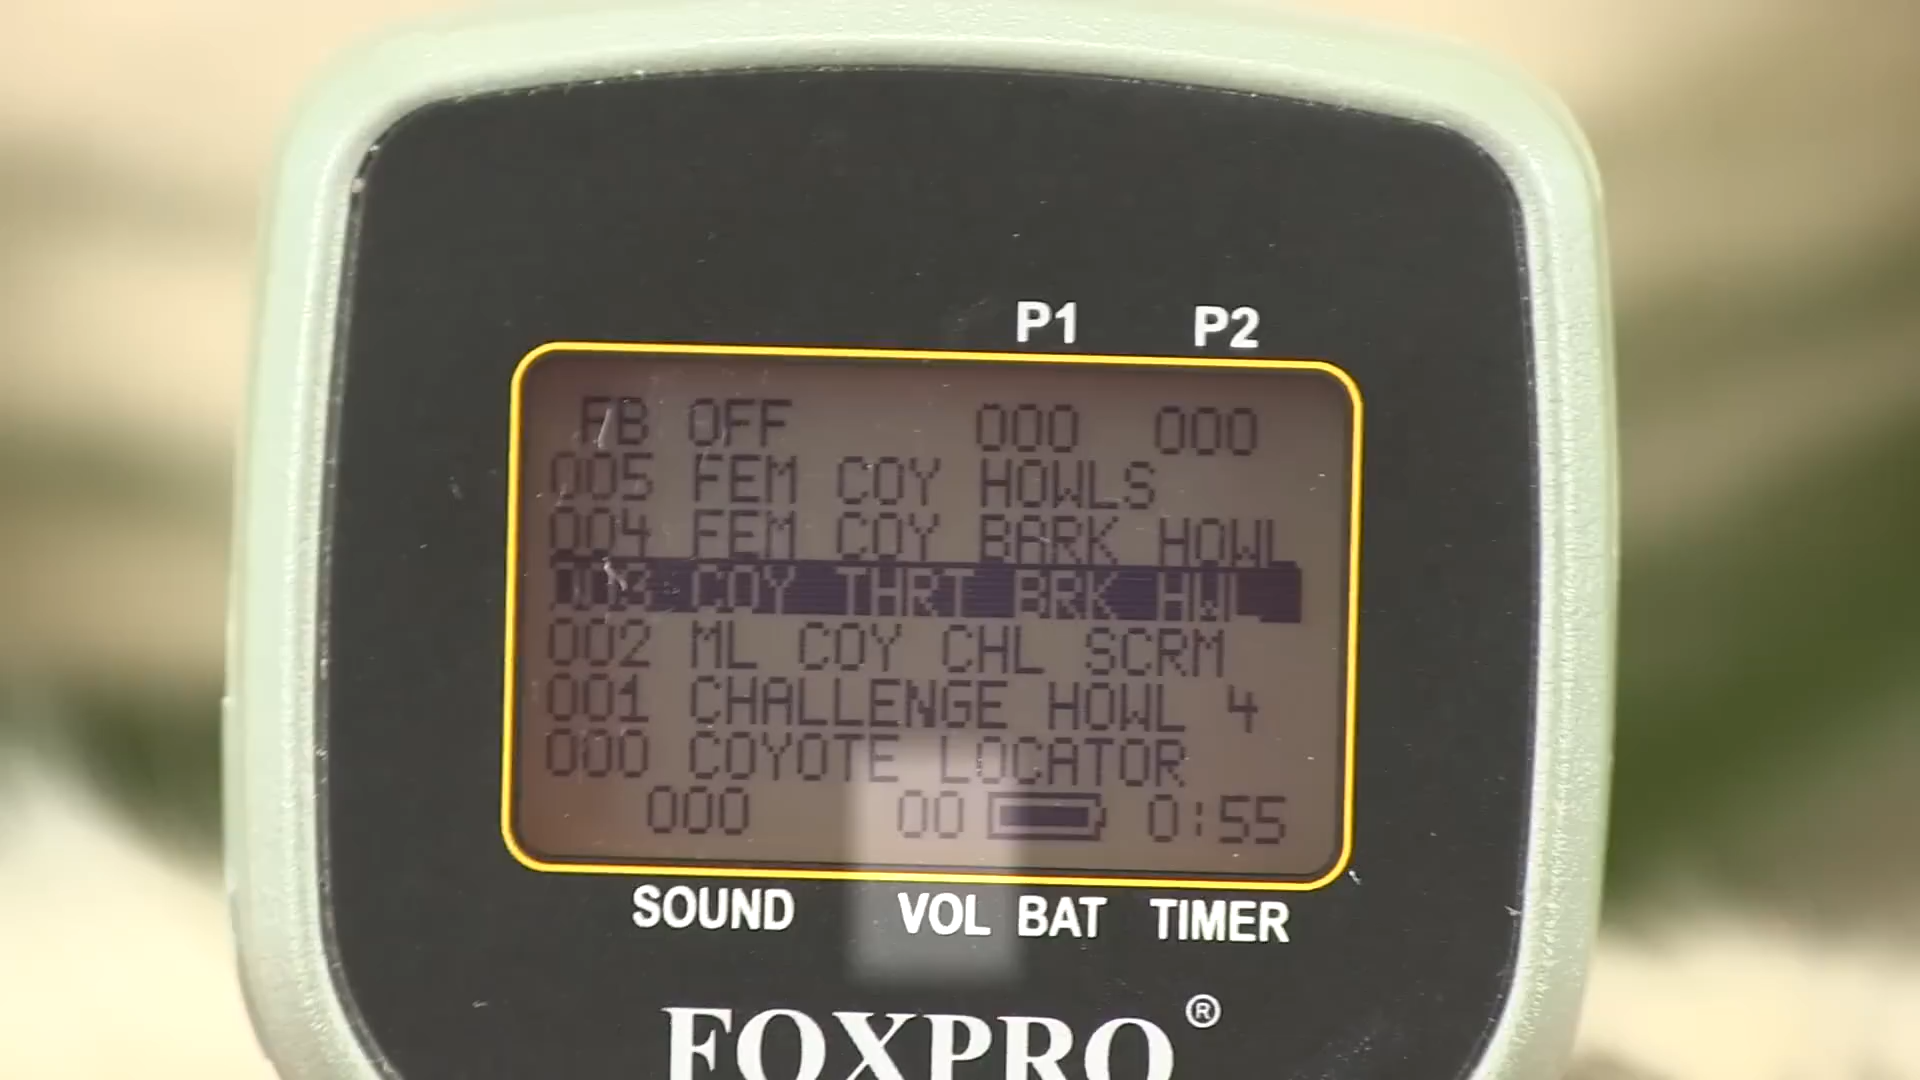 P1 P2
FB OFF 000 000
005 FEM COY HOWLS
004 FEM COY BARK HOWL
003 COY THRT BRK HWL
002 ML COY CHL SCRM
001 CHALLENGE HOWL 4
000 COYOTE LOCATOR
000 00 0:55
SOUND VOL BAT TIMER
FOXPRO®